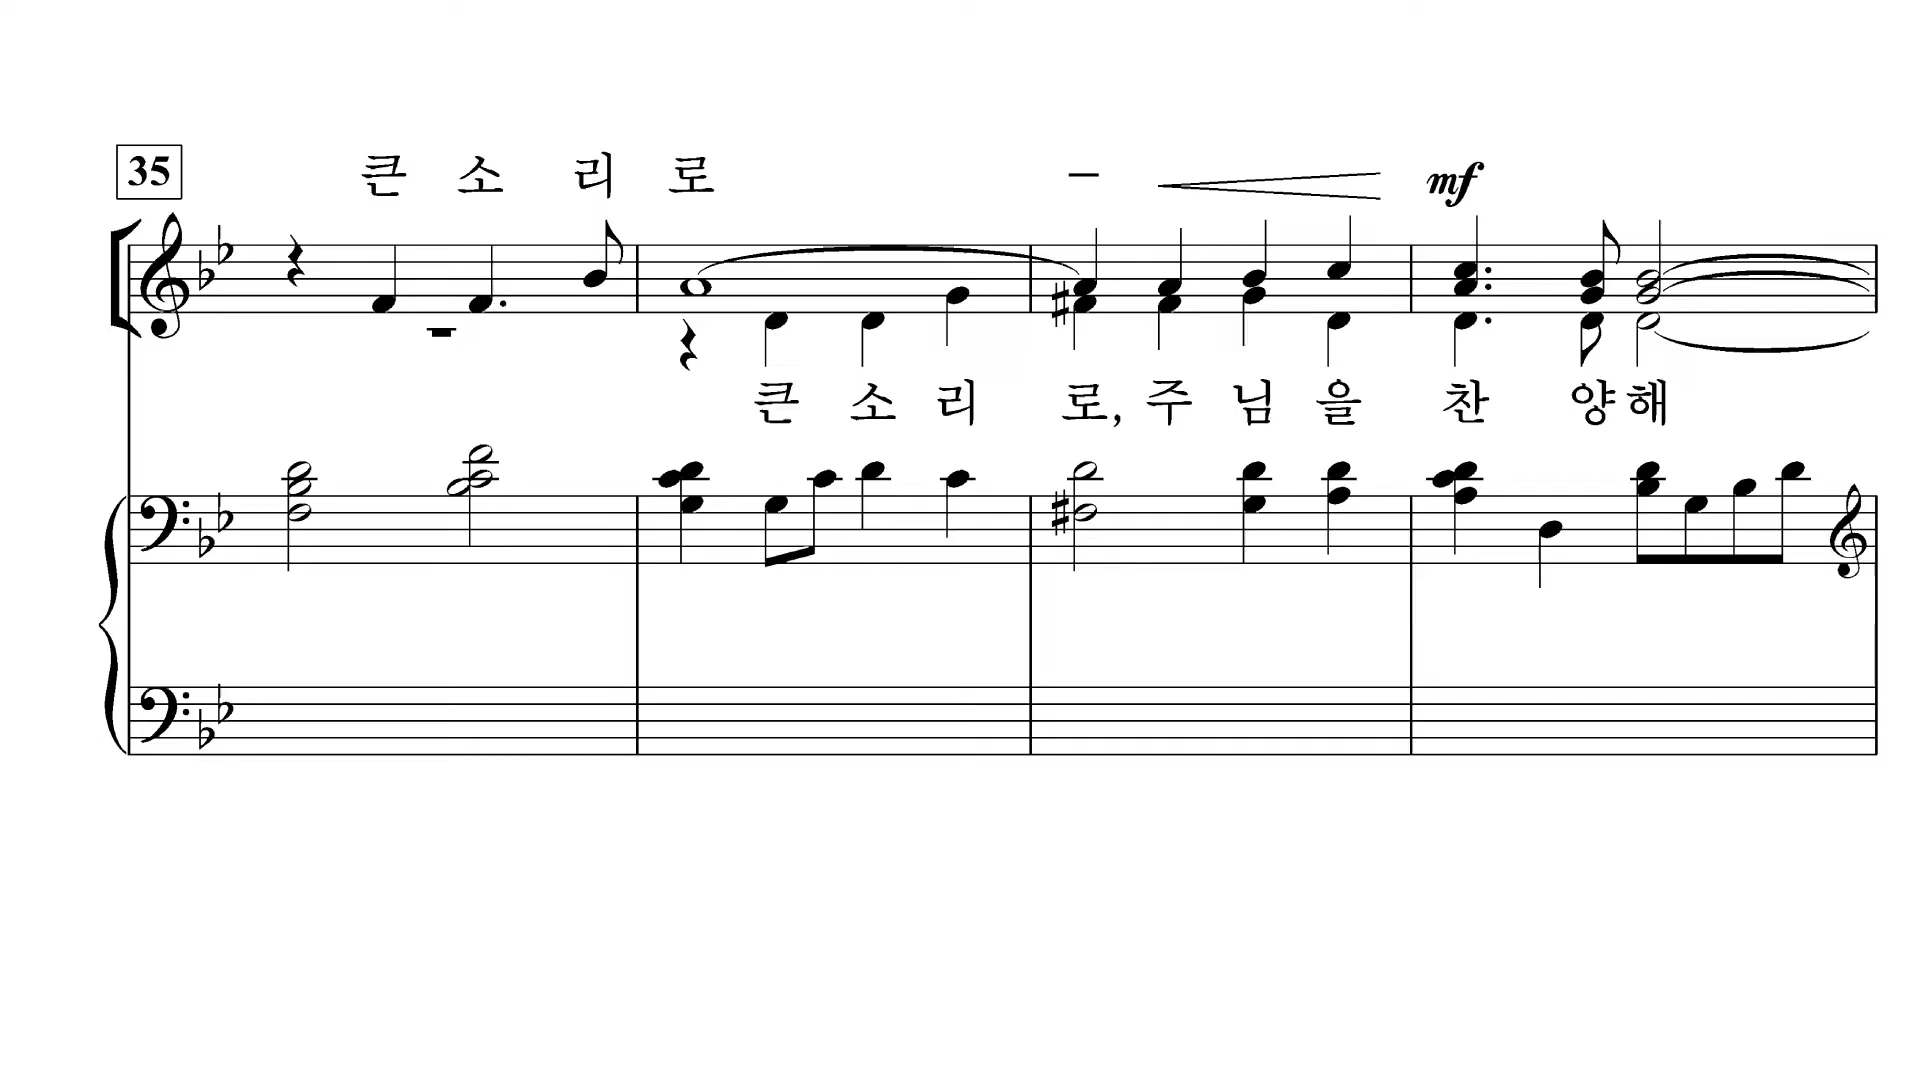 35
큰 소 리 로 –
mf
큰 소 리 로, 주 님 을 찬 양 해